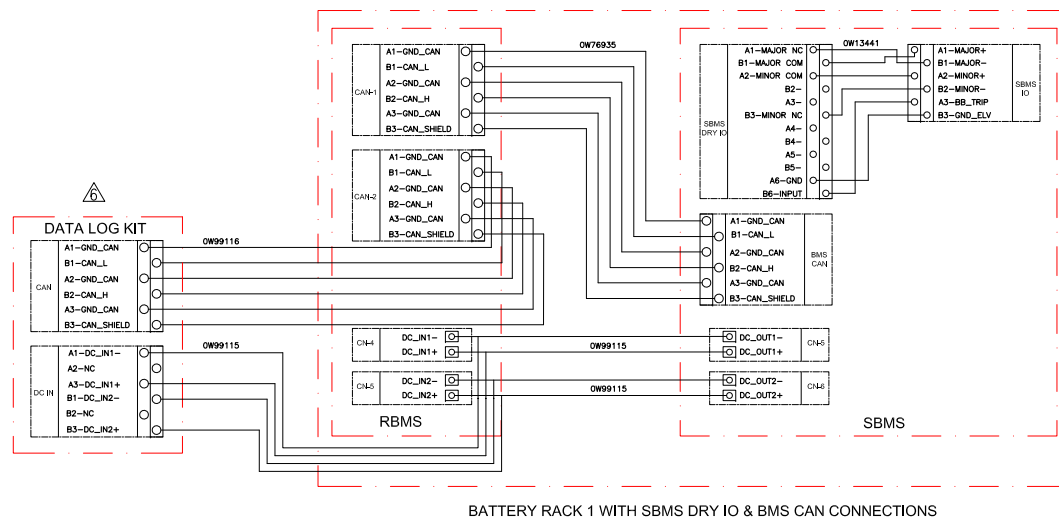 CAN-1
A1-GND_CAN
B1-CAN_L
A2-GND_CAN
B2-CAN_H
A3-GND_CAN
B3-CAN_SHIELD
CAN-2
A1-GND_CAN
B1-CAN_L
A2-GND_CAN
B2-CAN_H
A3-GND_CAN
B3-CAN_SHIELD
CN-4
DC_IN1-
DC_IN1+
CN-5
DC_IN2-
DC_IN2+
RBMS
0W76935
0W99115
0W99115
SBMS
DRY IO
A1-MAJOR NC
B1-MAJOR COM
A2-MINOR COM
B2-
A3-
B3-MINOR NC
A4-
B4-
A5-
B5-
A6-GND
B6-INPUT
0W13441
A1-MAJOR+
B1-MAJOR-
A2-MINOR+
B2-MINOR-
A3-BB_TRIP
B3-GND_ELV
SBMS
IO
A1-GND_CAN
B1-CAN_L
A2-GND_CAN
B2-CAN_H
A3-GND_CAN
B3-CAN_SHIELD
BMS
CAN
DC_OUT1-
DC_OUT1+
CN-5
DC_OUT2-
DC_OUT2+
CN-6
SBMS
6
DATA LOG KIT
CAN
A1-GND_CAN
B1-CAN_L
A2-GND_CAN
B2-CAN_H
A3-GND_CAN
B3-CAN_SHIELD
0W99116
DC IN
A1-DC_IN1-
A2-NC
A3-DC_IN1+
B1-DC_IN2-
B2-NC
B3-DC_IN2+
0W99115
BATTERY RACK 1 WITH SBMS DRY IO & BMS CAN CONNECTIONS